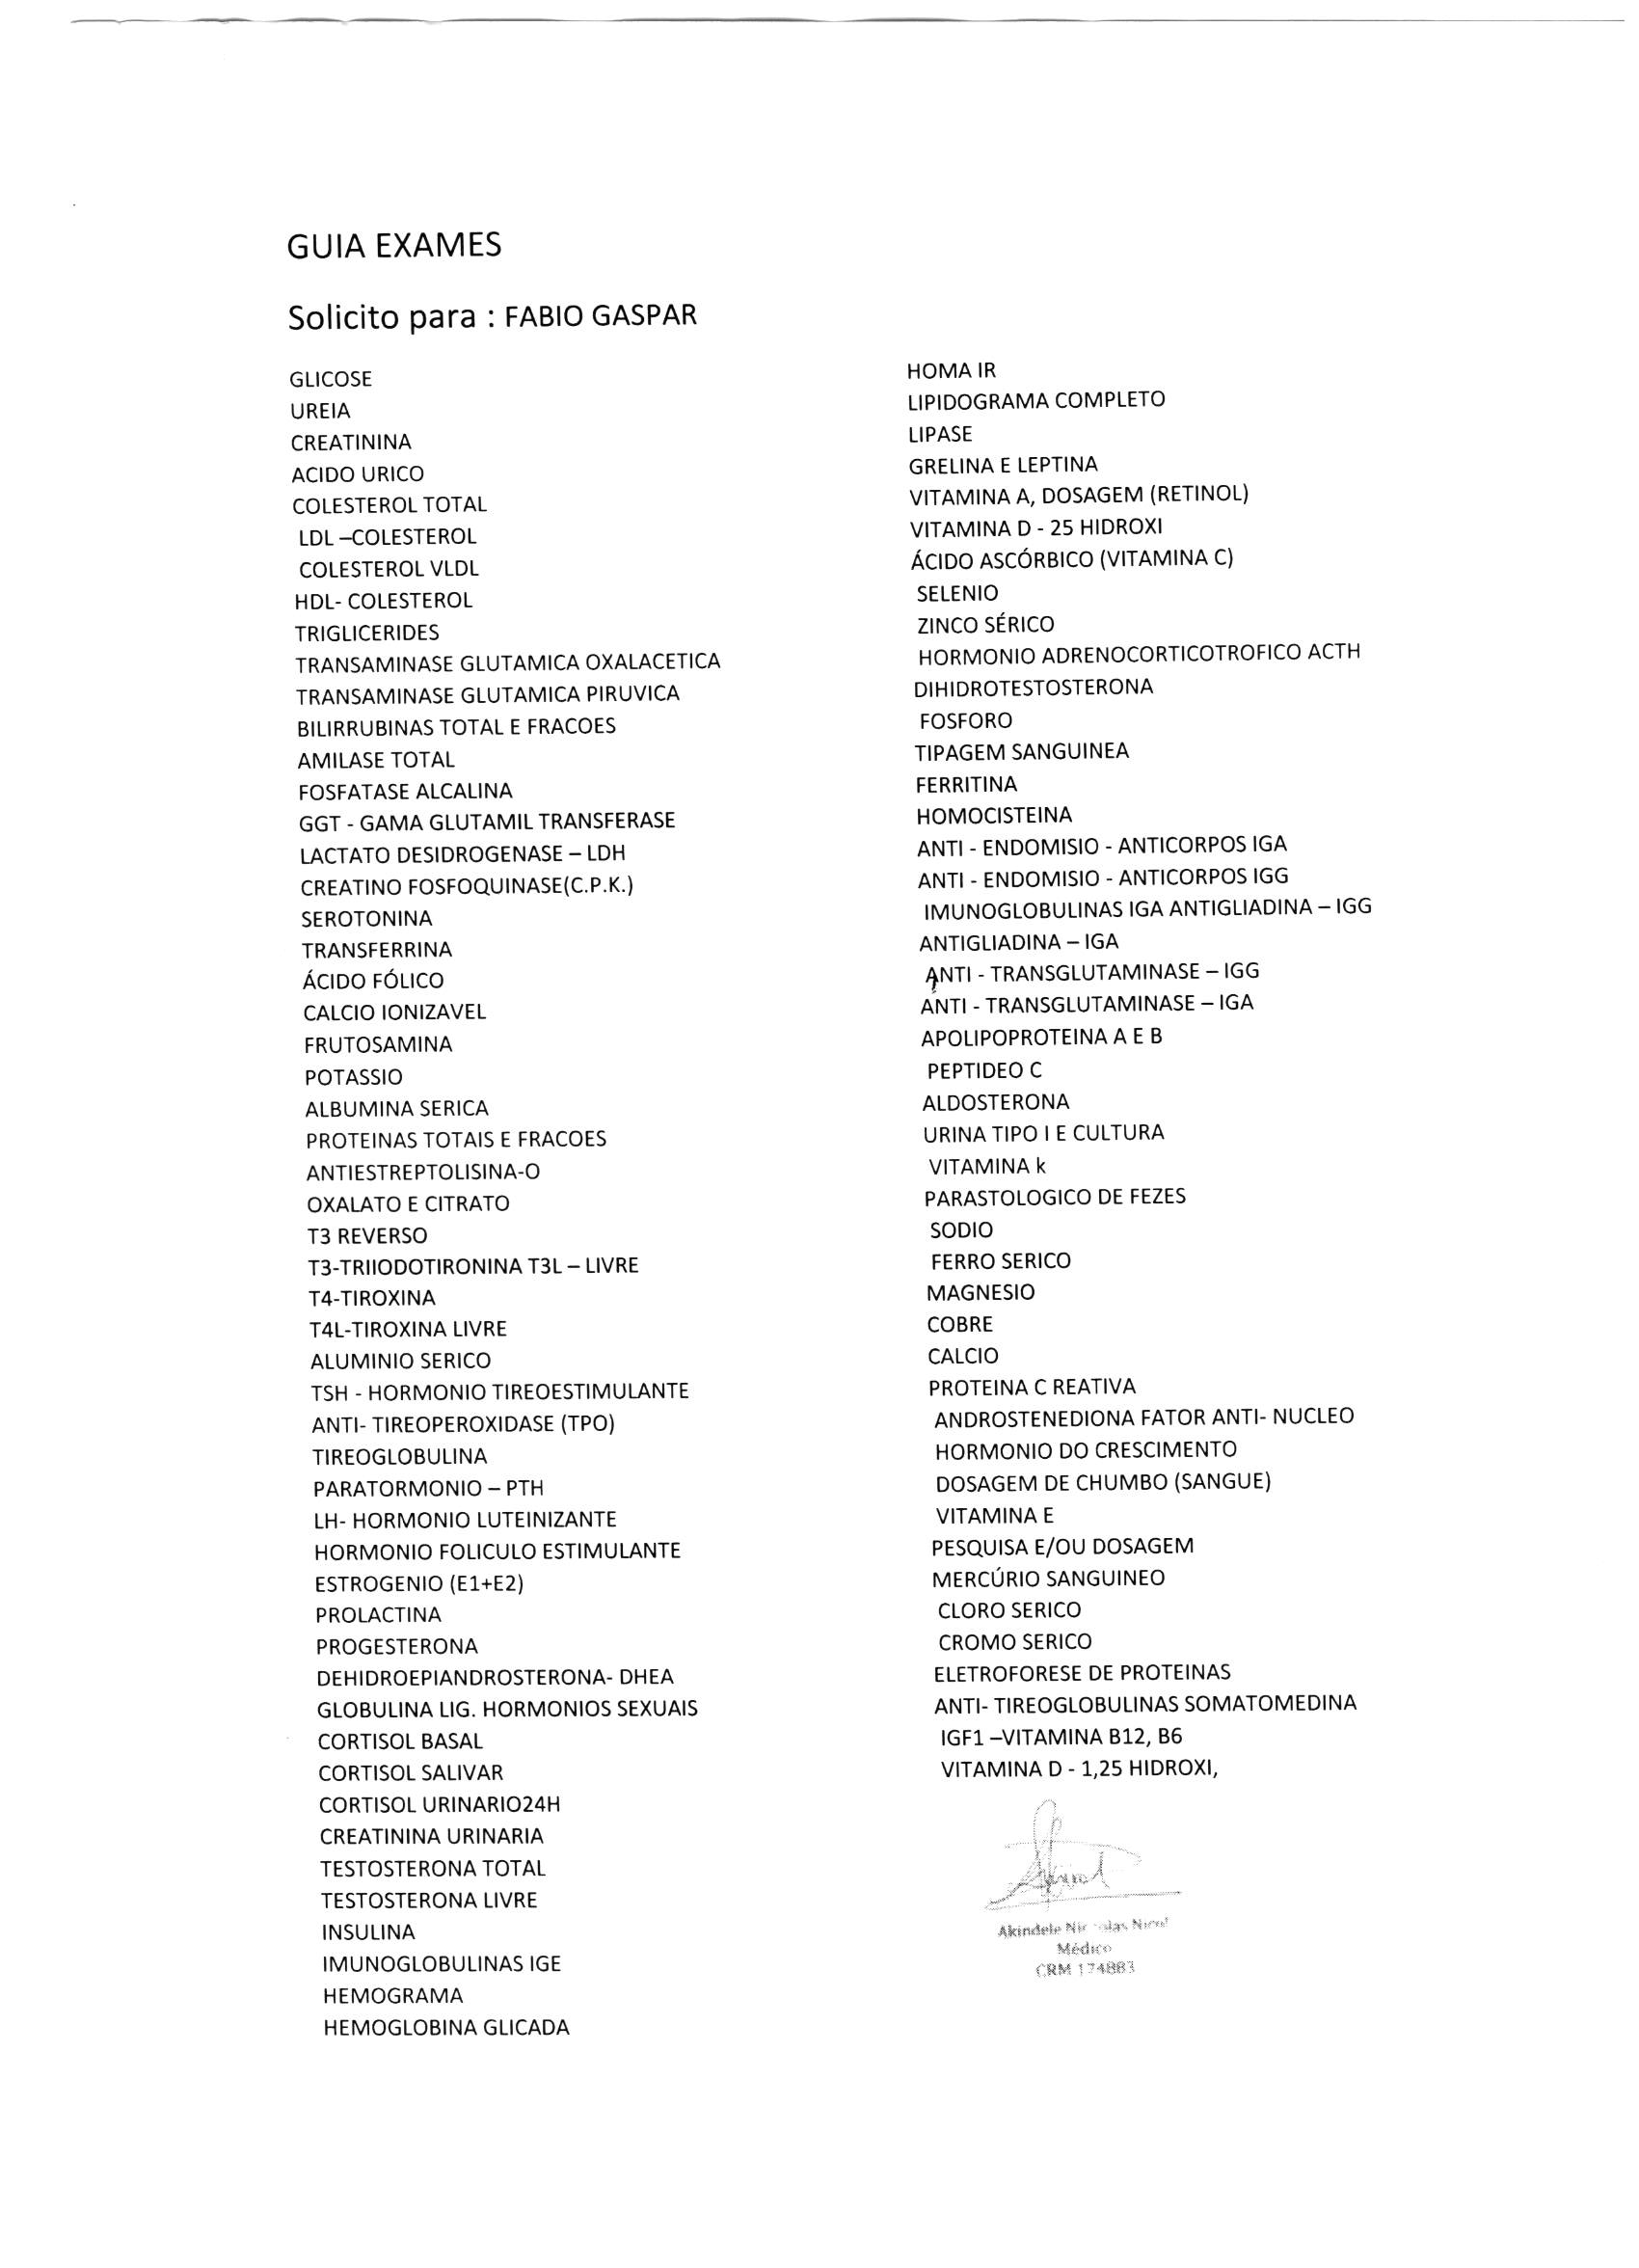 GUIA EXAMES
Solicito para : FABIO GASPAR
GLICOSE
UREIA
CREATININA
ACIDO URICO
COLESTEROL TOTAL
LDL –COLESTEROL
COLESTEROL VLDL
HDL- COLESTEROL
TRIGLICERIDES
TRANSAMINASE GLUTAMICA OXALACETICA
TRANSAMINASE GLUTAMICA PIRUVICA
BILIRRUBINAS TOTAL E FRACOES
AMILASE TOTAL
FOSFATASE ALCALINA
GGT - GAMA GLUTAMIL TRANSFERASE
LACTATO DESIDROGENASE – LDH
CREATINO FOSFOQUINASE(C.P.K.)
SEROTONINA
TRANSFERRINA
ÁCIDO FÓLICO
CALCIO IONIZAVEL
FRUTOSAMINA
POTASSIO
ALBUMINA SERICA
PROTEINAS TOTAIS E FRACOES
ANTIESTREPTOLISINA-O
OXALATO E CITRATO
T3 REVERSO
T3-TRIIODOTIRONINA T3L – LIVRE
T4-TIROXINA
T4L-TIROXINA LIVRE
ALUMINIO SERICO
TSH - HORMONIO TIREOESTIMULANTE
ANTI- TIREOPEROXIDASE (TPO)
TIREOGLOBULINA
PARATORMONIO – PTH
LH- HORMONIO LUTEINIZANTE
HORMONIO FOLICULO ESTIMULANTE
ESTROGENIO (E1+E2)
PROLACTINA
PROGESTERONA
DEHIDROEPIANDROSTERONA- DHEA
GLOBULINA LIG. HORMONIOS SEXUAIS
CORTISOL BASAL
CORTISOL SALIVAR
CORTISOL URINARIO24H
CREATININA URINARIA
TESTOSTERONA TOTAL
TESTOSTERONA LIVRE
INSULINA
IMUNOGLOBULINAS IGE
HEMOGRAMA
HEMOGLOBINA GLICADA
HOMA IR
LIPIDOGRAMA COMPLETO
LIPASE
GRELINA E LEPTINA
VITAMINA A, DOSAGEM (RETINOL)
VITAMINA D - 25 HIDROXI
ÁCIDO ASCÓRBICO (VITAMINA C)
SELENIO
ZINCO SÉRICO
HORMONIO ADRENOCORTICOTROFICO ACTH
DIHIDROTESTOSTERONA
FOSFORO
TIPAGEM SANGUINEA
FERRITINA
HOMOCISTEINA
ANTI - ENDOMISIO - ANTICORPOS IGA
ANTI - ENDOMISIO - ANTICORPOS IGG
IMUNOGLOBULINAS IGA ANTIGLIADINA – IGG
ANTIGLIADINA – IGA
ANTI - TRANSGLUTAMINASE – IGG
ANTI - TRANSGLUTAMINASE – IGA
APOLIPOPROTEINA A E B
PEPTIDEO C
ALDOSTERONA
URINA TIPO I E CULTURA
VITAMINA k
PARASTOLOGICO DE FEZES
SODIO
FERRO SERICO
MAGNESIO
COBRE
CALCIO
PROTEINA C REATIVA
ANDROSTENEDIONA FATOR ANTI- NUCLEO
HORMONIO DO CRESCIMENTO
DOSAGEM DE CHUMBO (SANGUE)
VITAMINA E
PESQUISA E/OU DOSAGEM
MERCÚRIO SANGUINEO
CLORO SERICO
CROMO SERICO
ELETROFORESE DE PROTEINAS
ANTI- TIREOGLOBULINAS SOMATOMEDINA
IGF1 –VITAMINA B12, B6
VITAMINA D - 1,25 HIDROXI,
Akindele
Médico
CRM 174883